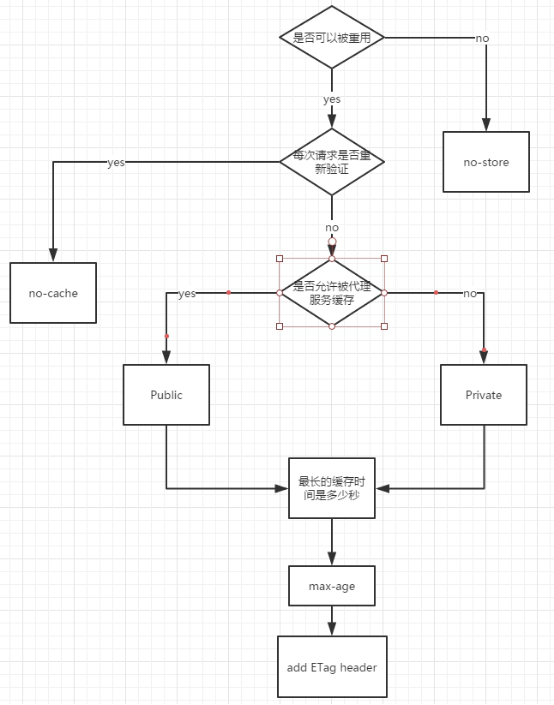 是否可以被重用
no
yes
每次请求是否重
新验证
no-store
yes
no
no-cache
是否允许被代理
服务缓存
yes
no
Public
Private
最长的缓存时
间是多少秒
max-age
add ETag header